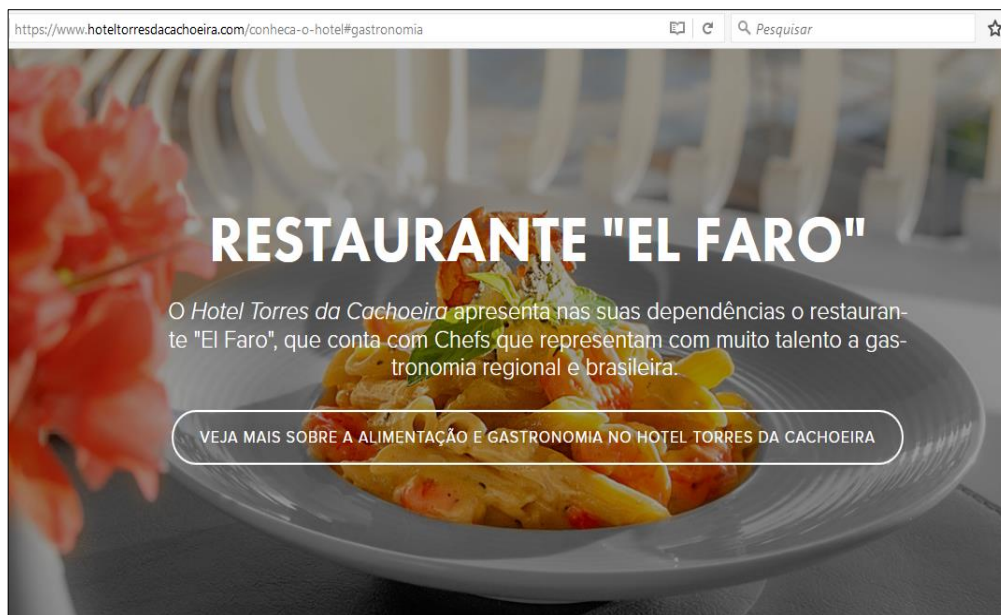 https://www.hoteltorresdacachoeira.com/conheca-o-hotel#gastronomia
Pesquisar
RESTAURANTE "EL FARO"
O Hotel Torres da Cachoeira apresenta nas suas dependências o restauran-
te "El Faro", que conta com Chefs que representam com muito talento a gas-
tronomia regional e brasileira.
VEJA MAIS SOBRE A ALIMENTAÇÃO E GASTRONOMIA NO HOTEL TORRES DA CACHOEIRA